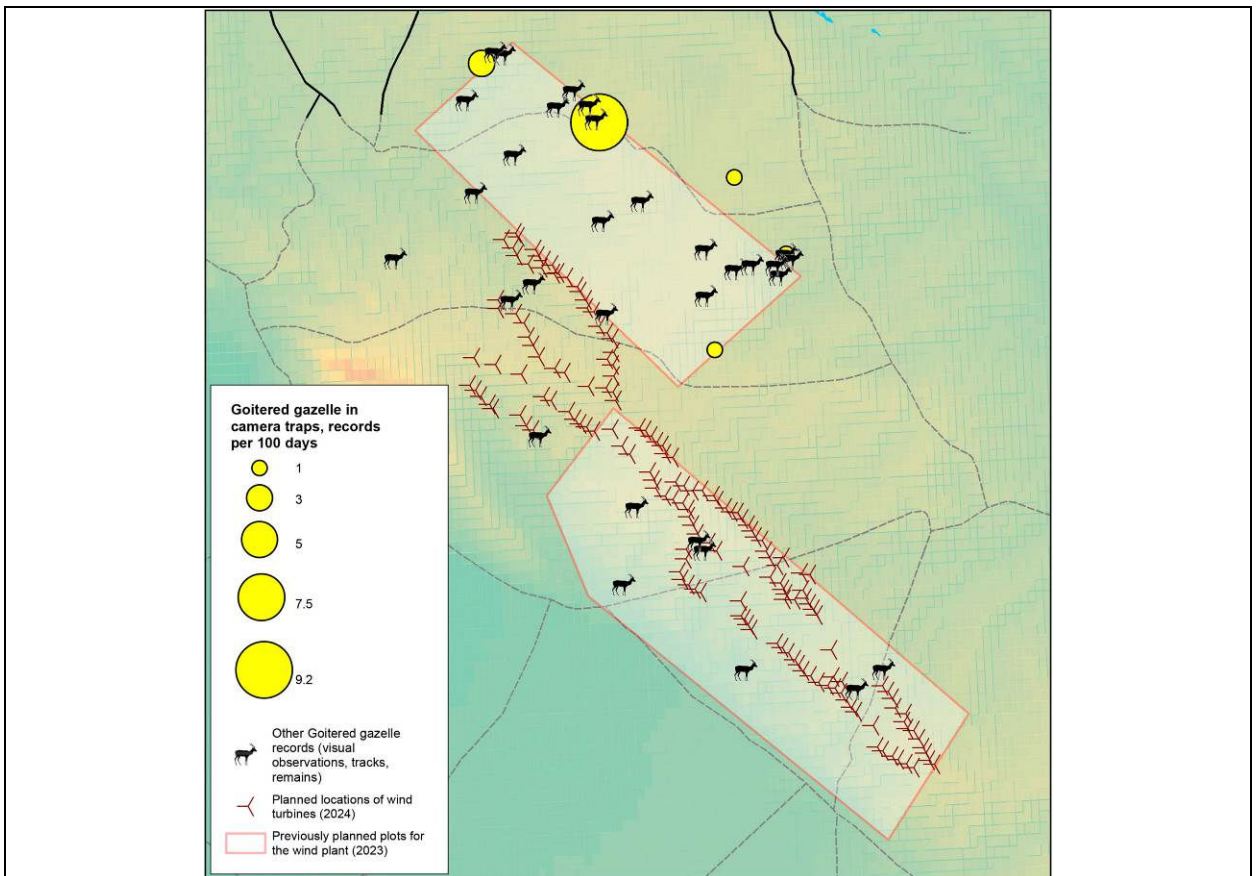 Goitered gazelle in
camera traps, records
per 100 days
1
3
5
7.5
9.2
Other Goitered gazelle
records (visual
observations, tracks,
remains)
Planned locations of wind
turbines (2024)
Previously planned plots for
the wind plant (2023)